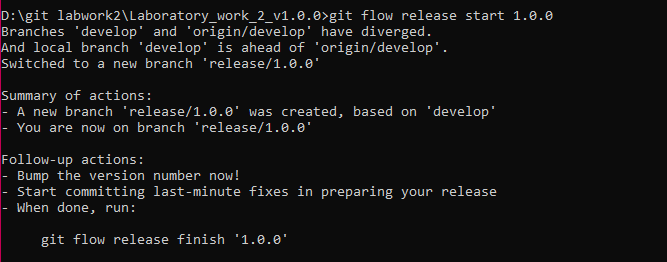 D:\git labwork2\Laboratory_work_2_v1.0.0>git flow release start 1.0.0
Branches 'develop' and 'origin/develop' have diverged.
And local branch 'develop' is ahead of 'origin/develop'.
Switched to a new branch 'release/1.0.0'
Summary of actions:
- A new branch 'release/1.0.0' was created, based on 'develop'
- You are now on branch 'release/1.0.0'
Follow-up actions:
- Bump the version number now!
- Start committing last-minute fixes in preparing your release
- When done, run:
git flow release finish '1.0.0'